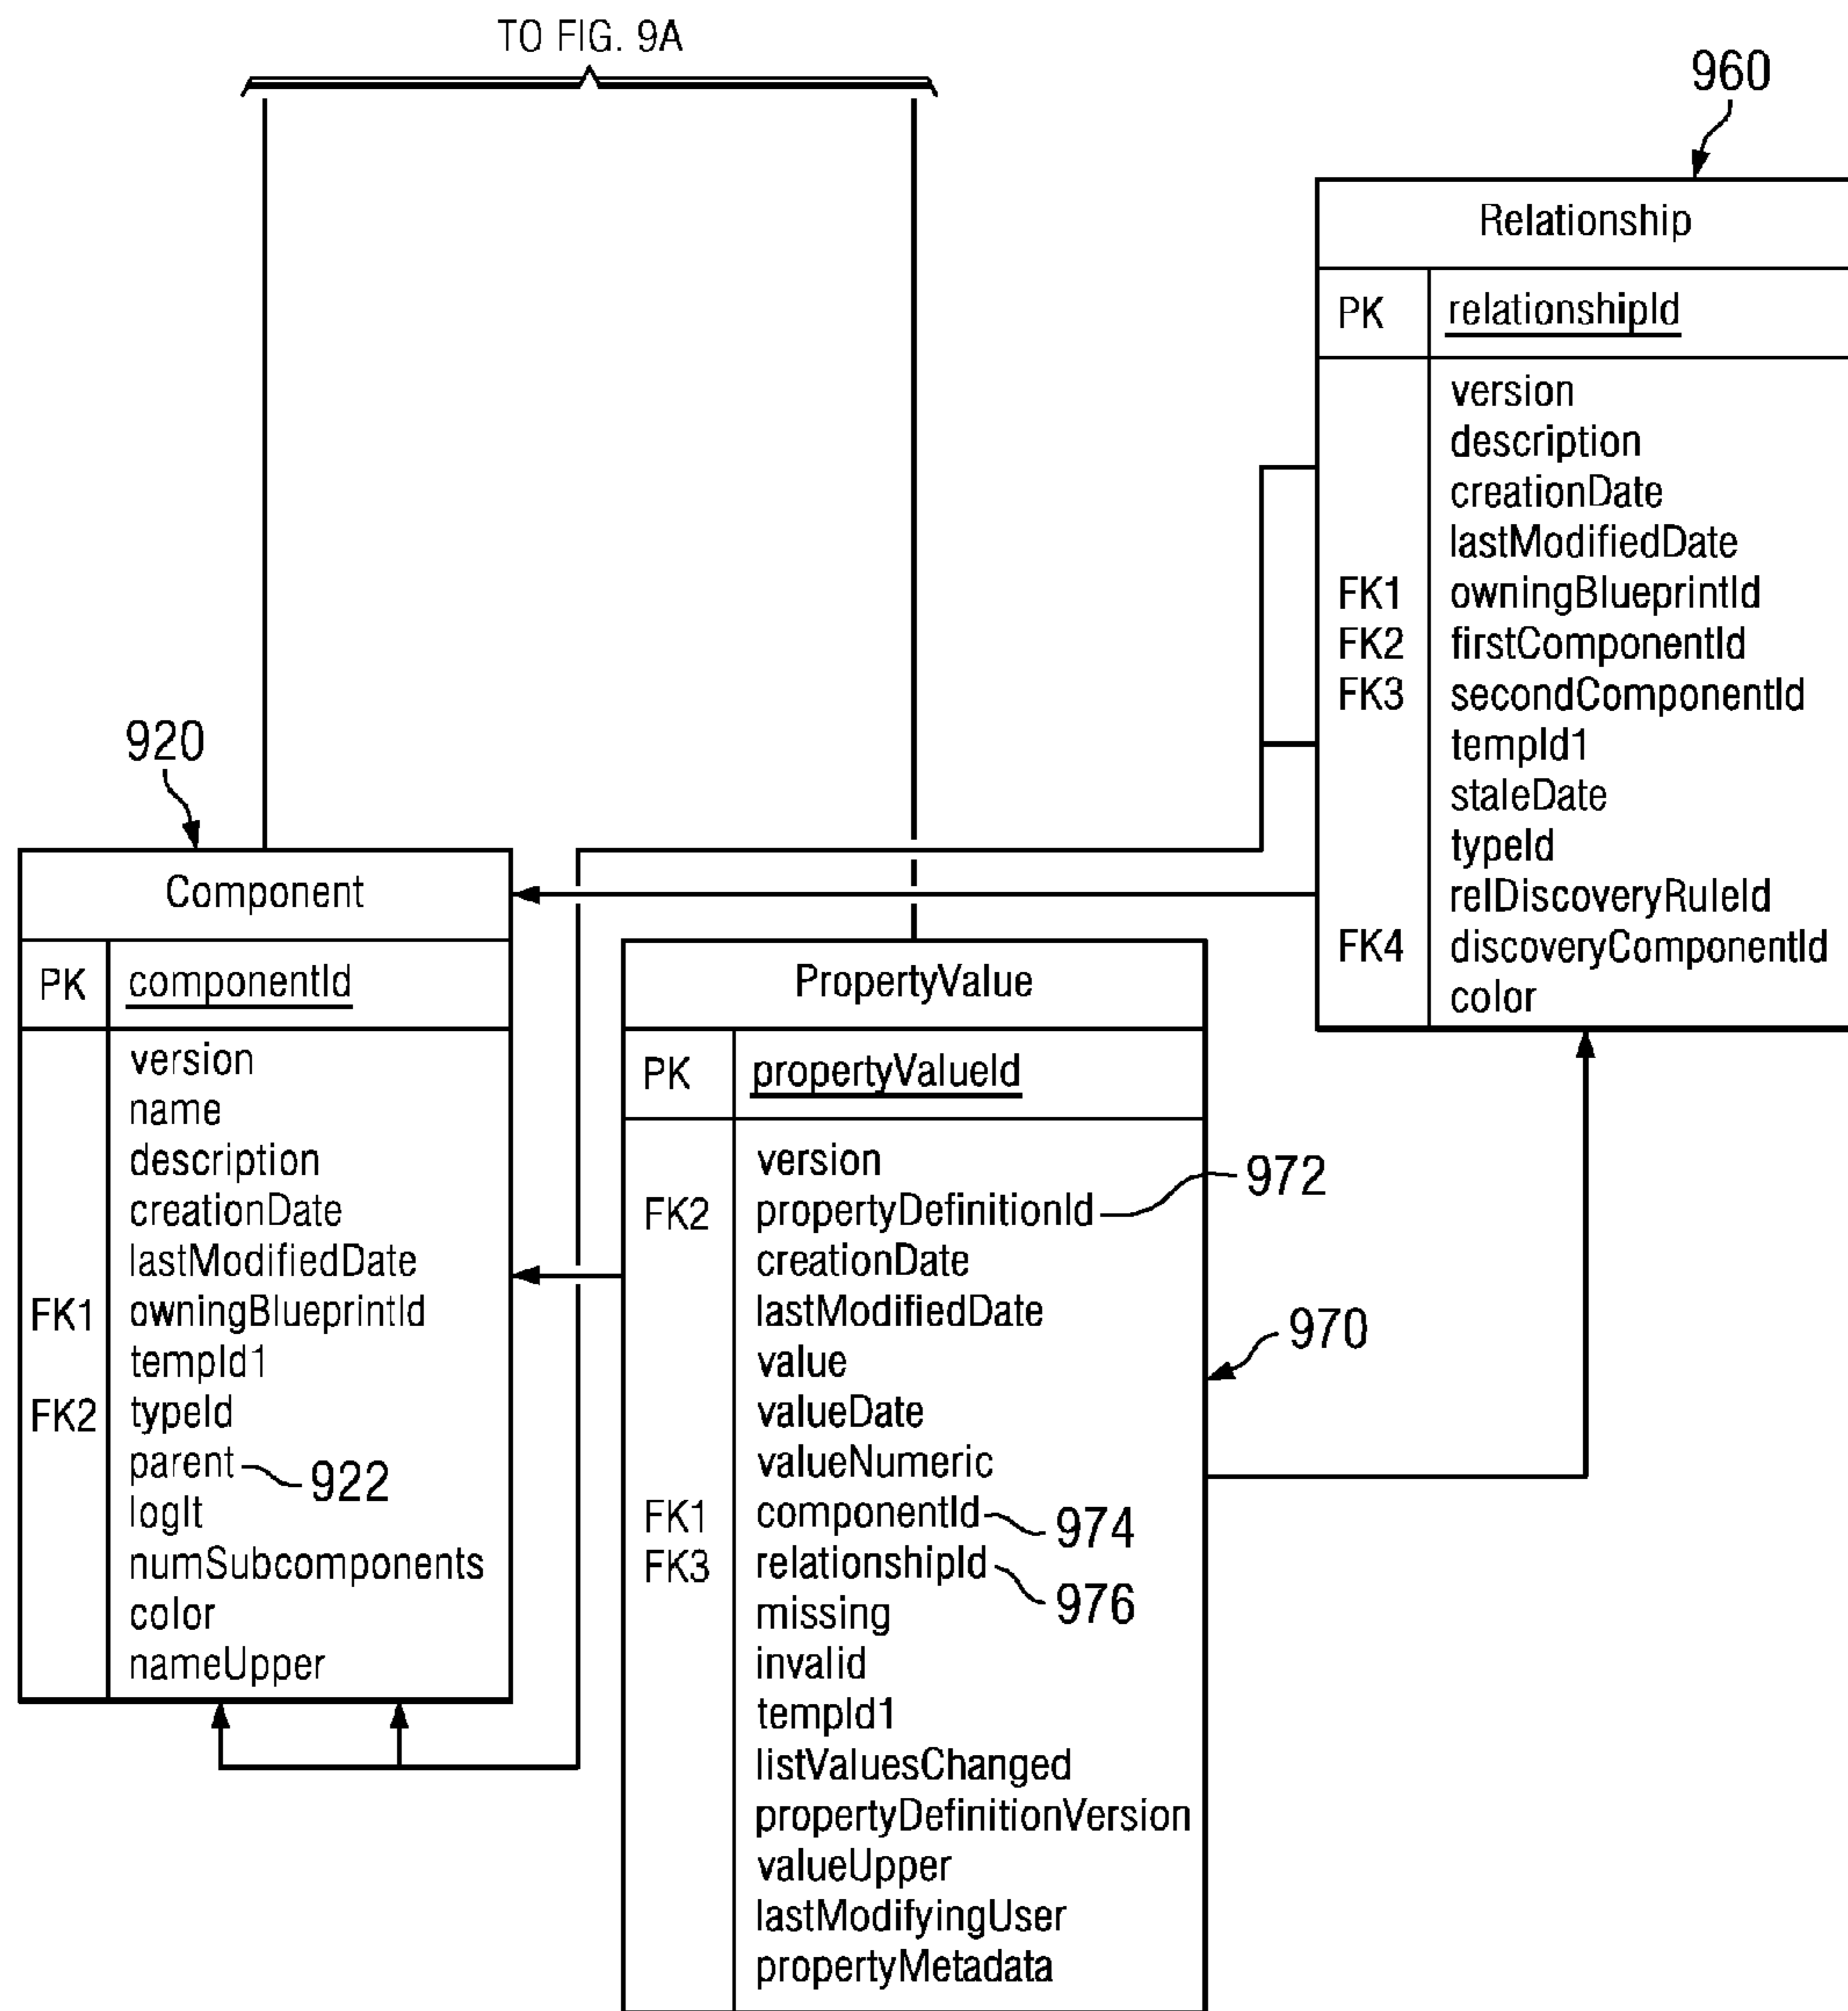 TO FIG. 9A
960
Relationship
PK relationshipId
version
description
creationDate
lastModifiedDate
FK1 owningBlueprintId
FK2 firstComponentId
FK3 secondComponentId
tempId1
staleDate
typeId
relDiscoveryRuleId
FK4 discoveryComponentId
color
920
Component
PK componentId
version
name
description
creationDate
lastModifiedDate
FK1 owningBlueprintId
tempId1
FK2 typeId
parent 922
logIt
numSubcomponents
color
nameUpper
PropertyValue
PK propertyValueId
version
FK2 propertyDefinitionId 972
creationDate
lastModifiedDate
970
value
valueDate
valueNumeric
FK1 componentId 974
FK3 relationshipId 976
missing
invalid
tempId1
listValuesChanged
propertyDefinitionVersion
valueUpper
lastModifyingUser
propertyMetadata